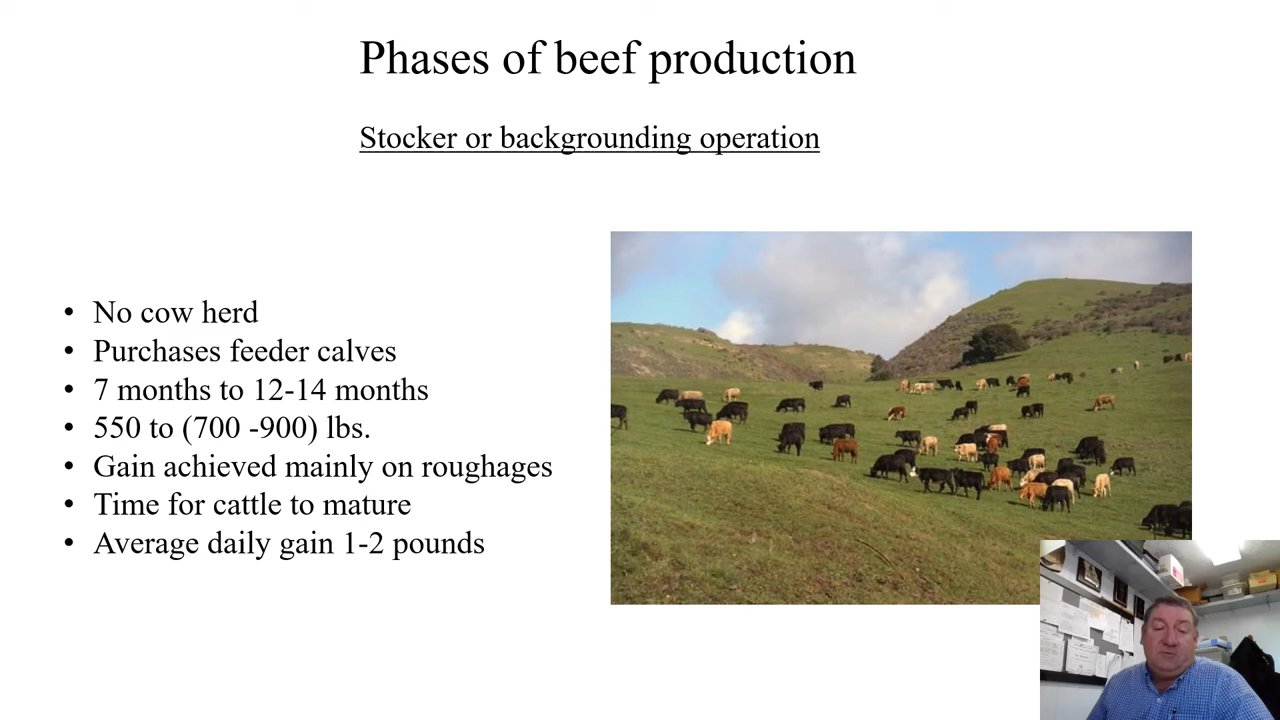 Phases of beef production
Stocker or backgrounding operation
• No cow herd
• Purchases feeder calves
• 7 months to 12-14 months
• 550 to (700 -900) lbs.
• Gain achieved mainly on roughages
• Time for cattle to mature
• Average daily gain 1-2 pounds